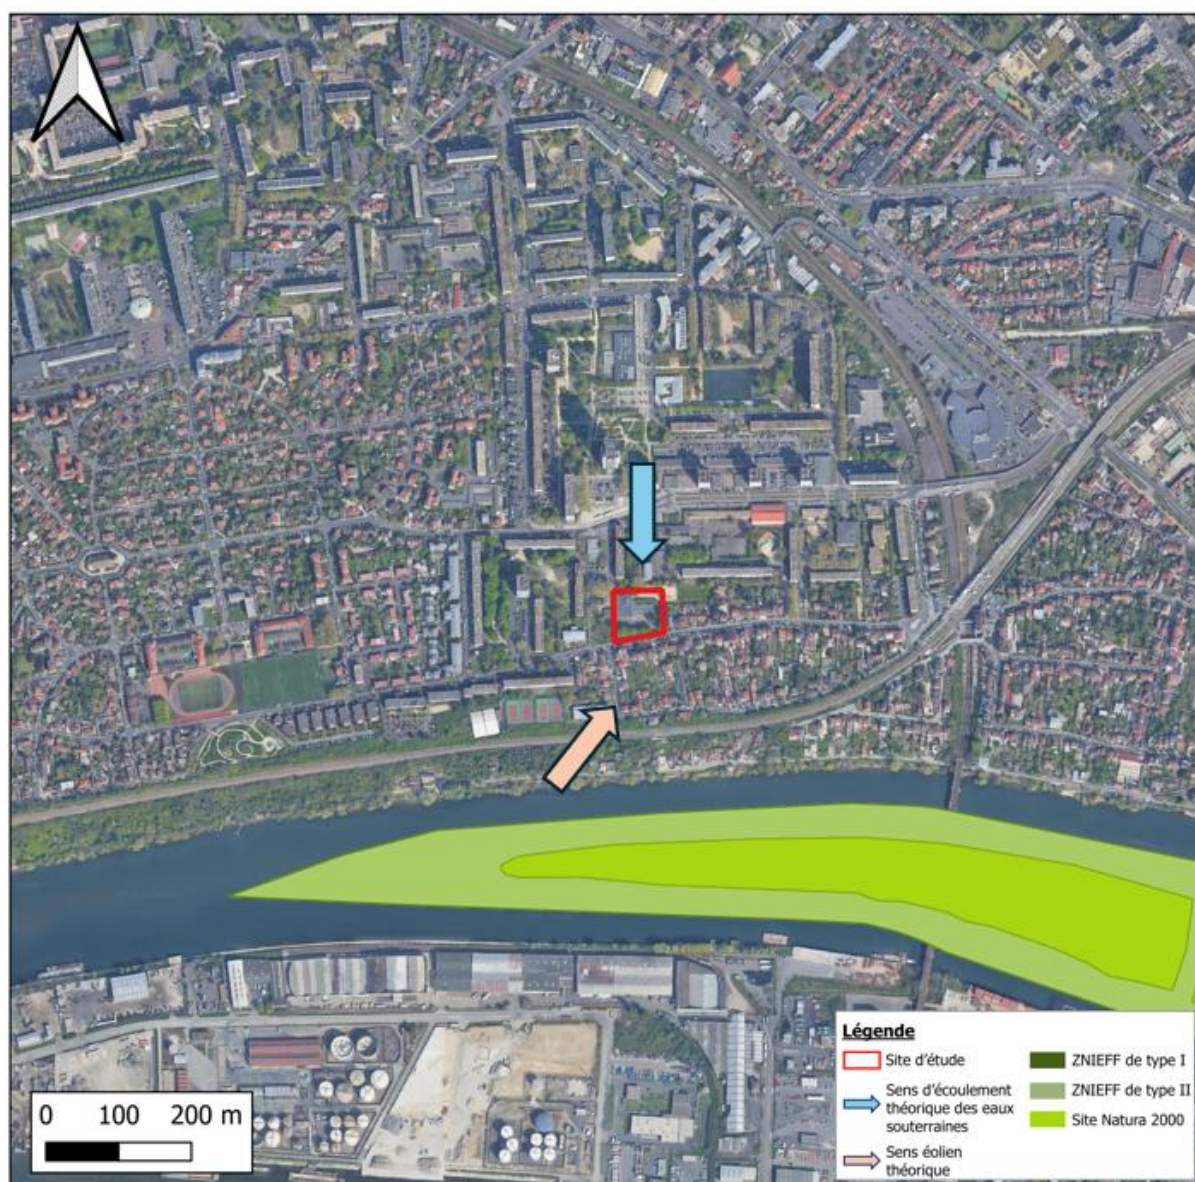 0 100 200 m
Légende
Site d'étude
Sens d'écoulement
théorique des eaux
souterraines
Sens éolien
théorique
ZNIEFF de type I
ZNIEFF de type II
Site Natura 2000